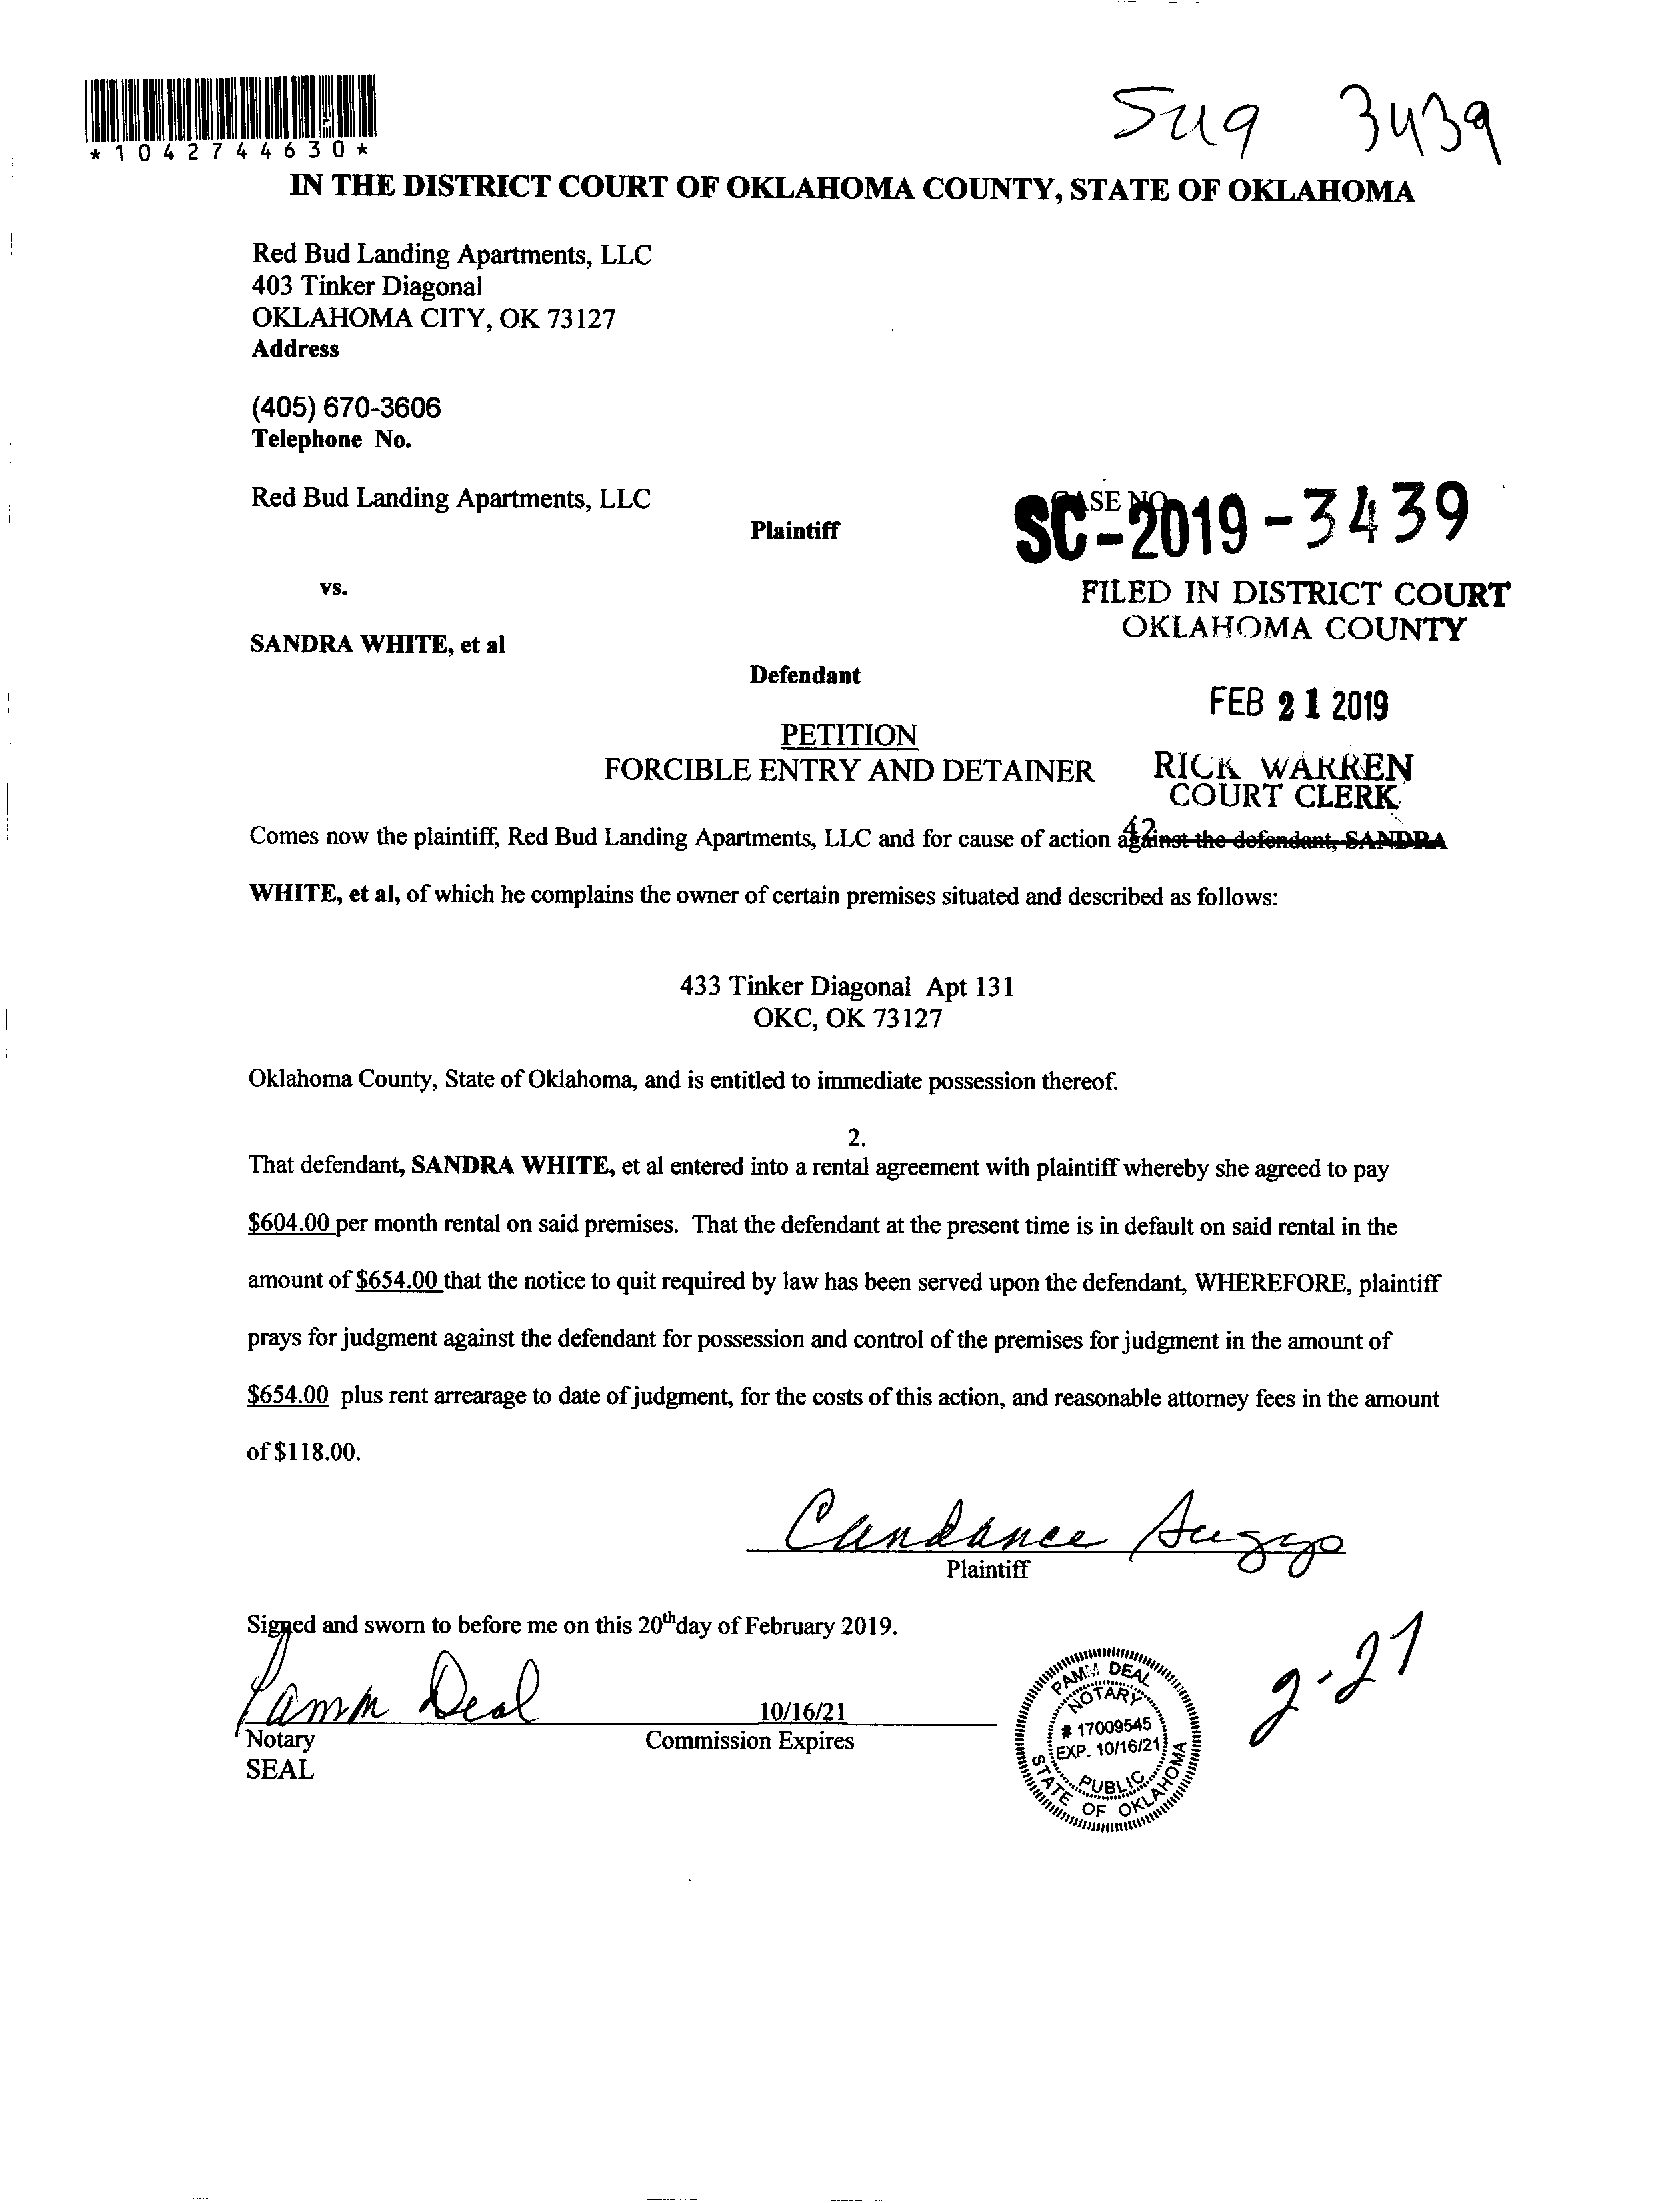 *1042744630*
Sug 3439
IN THE DISTRICT COURT OF OKLAHOMA COUNTY, STATE OF OKLAHOMA
Red Bud Landing Apartments, LLC
403 Tinker Diagonal
OKLAHOMA CITY, OK 73127
Address
(405) 670-3606
Telephone No.
Red Bud Landing Apartments, LLC
Plaintiff
CASE NO.
SC-2019-3439
vs.
FILED IN DISTRICT COURT
OKLAHOMA COUNTY
SANDRA WHITE, et al
Defendant
FEB 21 2019
PETITION
FORCIBLE ENTRY AND DETAINER
RICK WARREN
COURT CLERK
42
Comes now the plaintiff, Red Bud Landing Apartments, LLC and for cause of action against the defendant, SANDRA
WHITE, et al, of which he complains the owner of certain premises situated and described as follows:
433 Tinker Diagonal Apt 131
OKC, OK 73127
Oklahoma County, State of Oklahoma, and is entitled to immediate possession thereof.
2.
That defendant, SANDRA WHITE, et al entered into a rental agreement with plaintiff whereby she agreed to pay
$604.00 per month rental on said premises. That the defendant at the present time is in default on said rental in the
amount of $654.00 that the notice to quit required by law has been served upon the defendant, WHEREFORE, plaintiff
prays for judgment against the defendant for possession and control of the premises for judgment in the amount of
$654.00 plus rent arrearage to date of judgment, for the costs of this action, and reasonable attorney fees in the amount
of $118.00.
Candance Suggs
Plaintiff
Signed and sworn to before me on this 20th day of February 2019.
Pamm Deal
10/16/21
Notary
Commission Expires
SEAL
PAMM DEAL
NOTARY
# 17009545
EXP. 10/16/21
PUBLIC
STATE OF OKLAHOMA
2-21